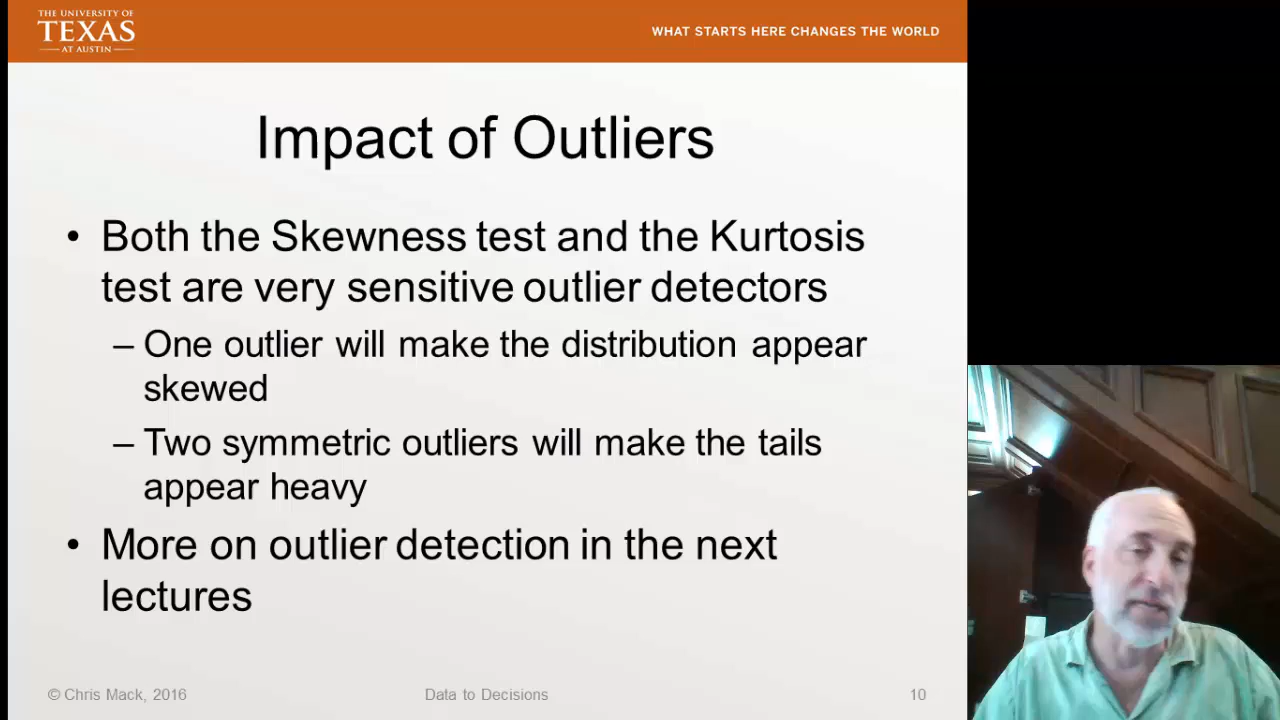 THE UNIVERSITY OF
TEXAS
AT AUSTIN
WHAT STARTS HERE CHANGES THE WORLD
Impact of Outliers
• Both the Skewness test and the Kurtosis
test are very sensitive outlier detectors
– One outlier will make the distribution appear
skewed
– Two symmetric outliers will make the tails
appear heavy
• More on outlier detection in the next
lectures
© Chris Mack, 2016
Data to Decisions
10